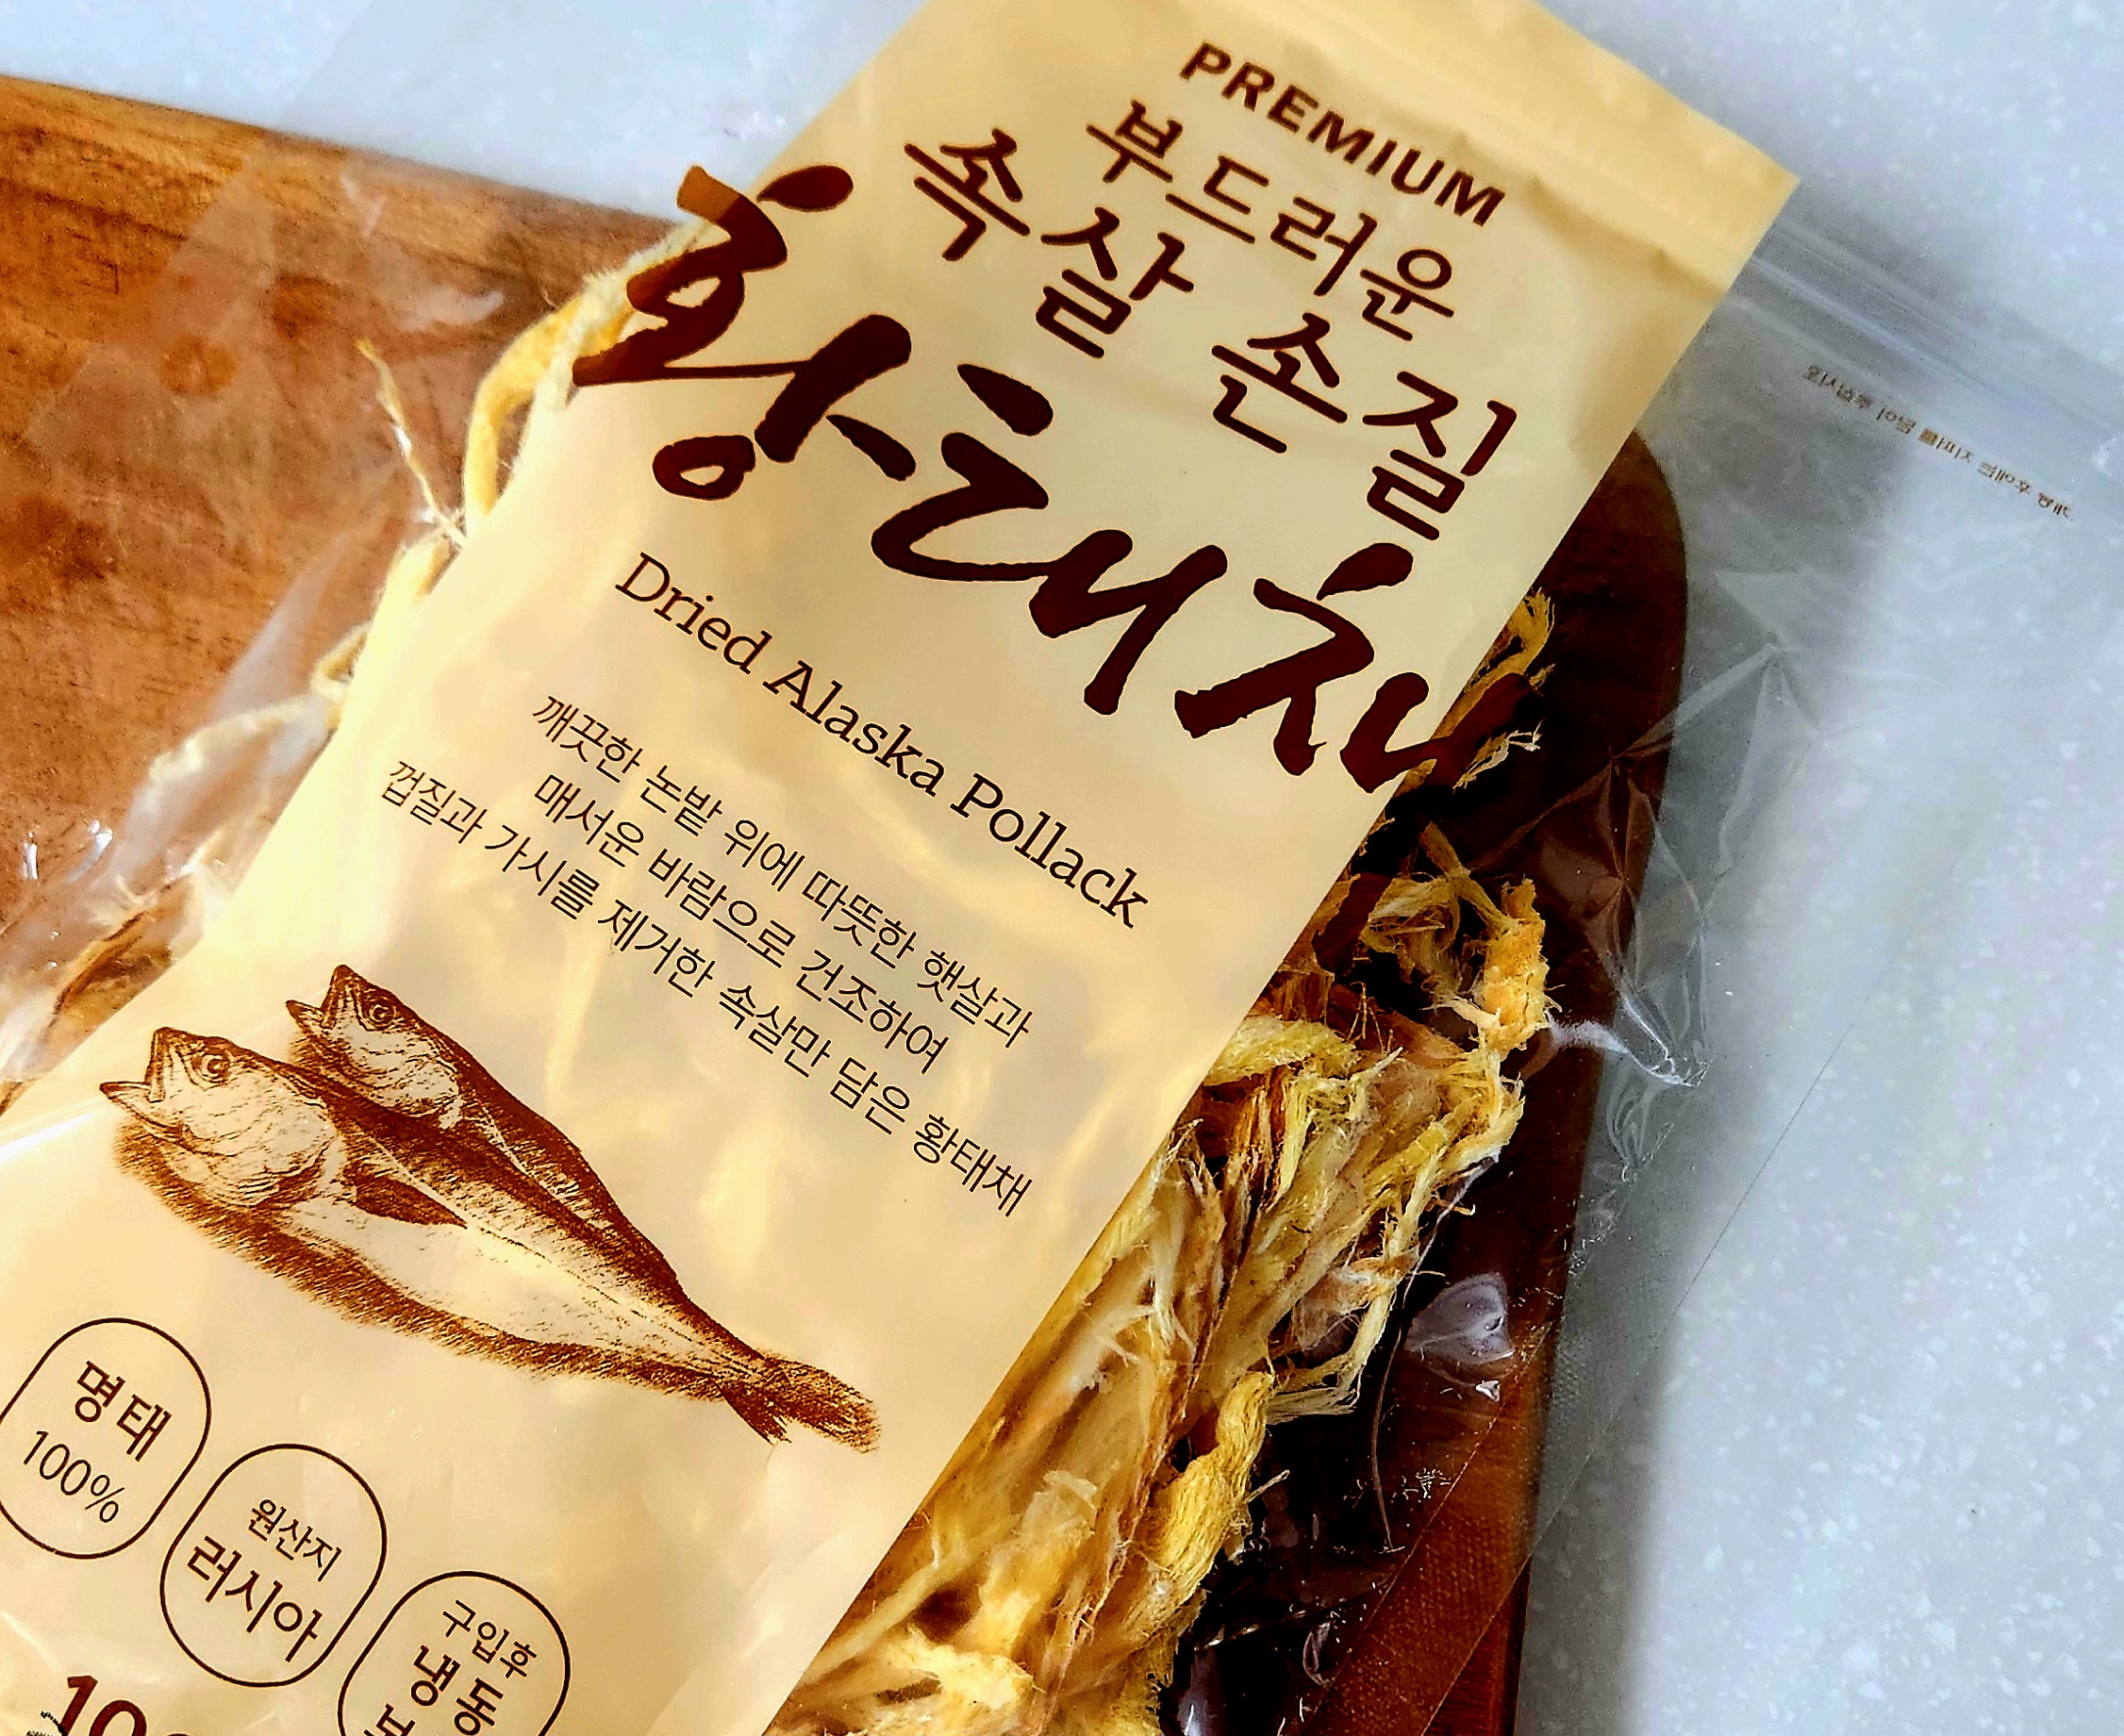 PREMIUM
부드러운
속살 손질
황태채
Dried Alaska Pollack
깨끗한 논밭 위에 따뜻한 햇살과
매서운 바람으로 건조하여
껍질과 가시를 제거한 속살만 담은 황태채
명태
100%
원산지
러시아
구입후
냉동